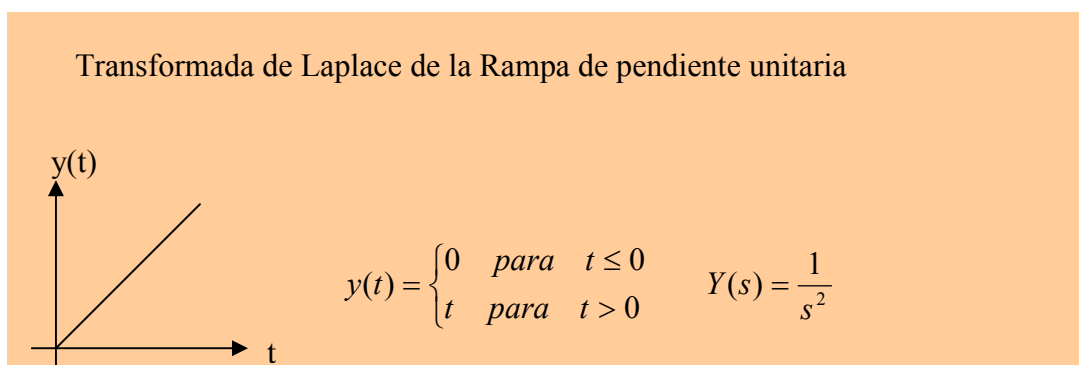 Transformada de Laplace de la Rampa de pendiente unitaria
y(t)
y(t) = { 0 para t ≤ 0
t para t > 0
Y(s) = 1/s²
t